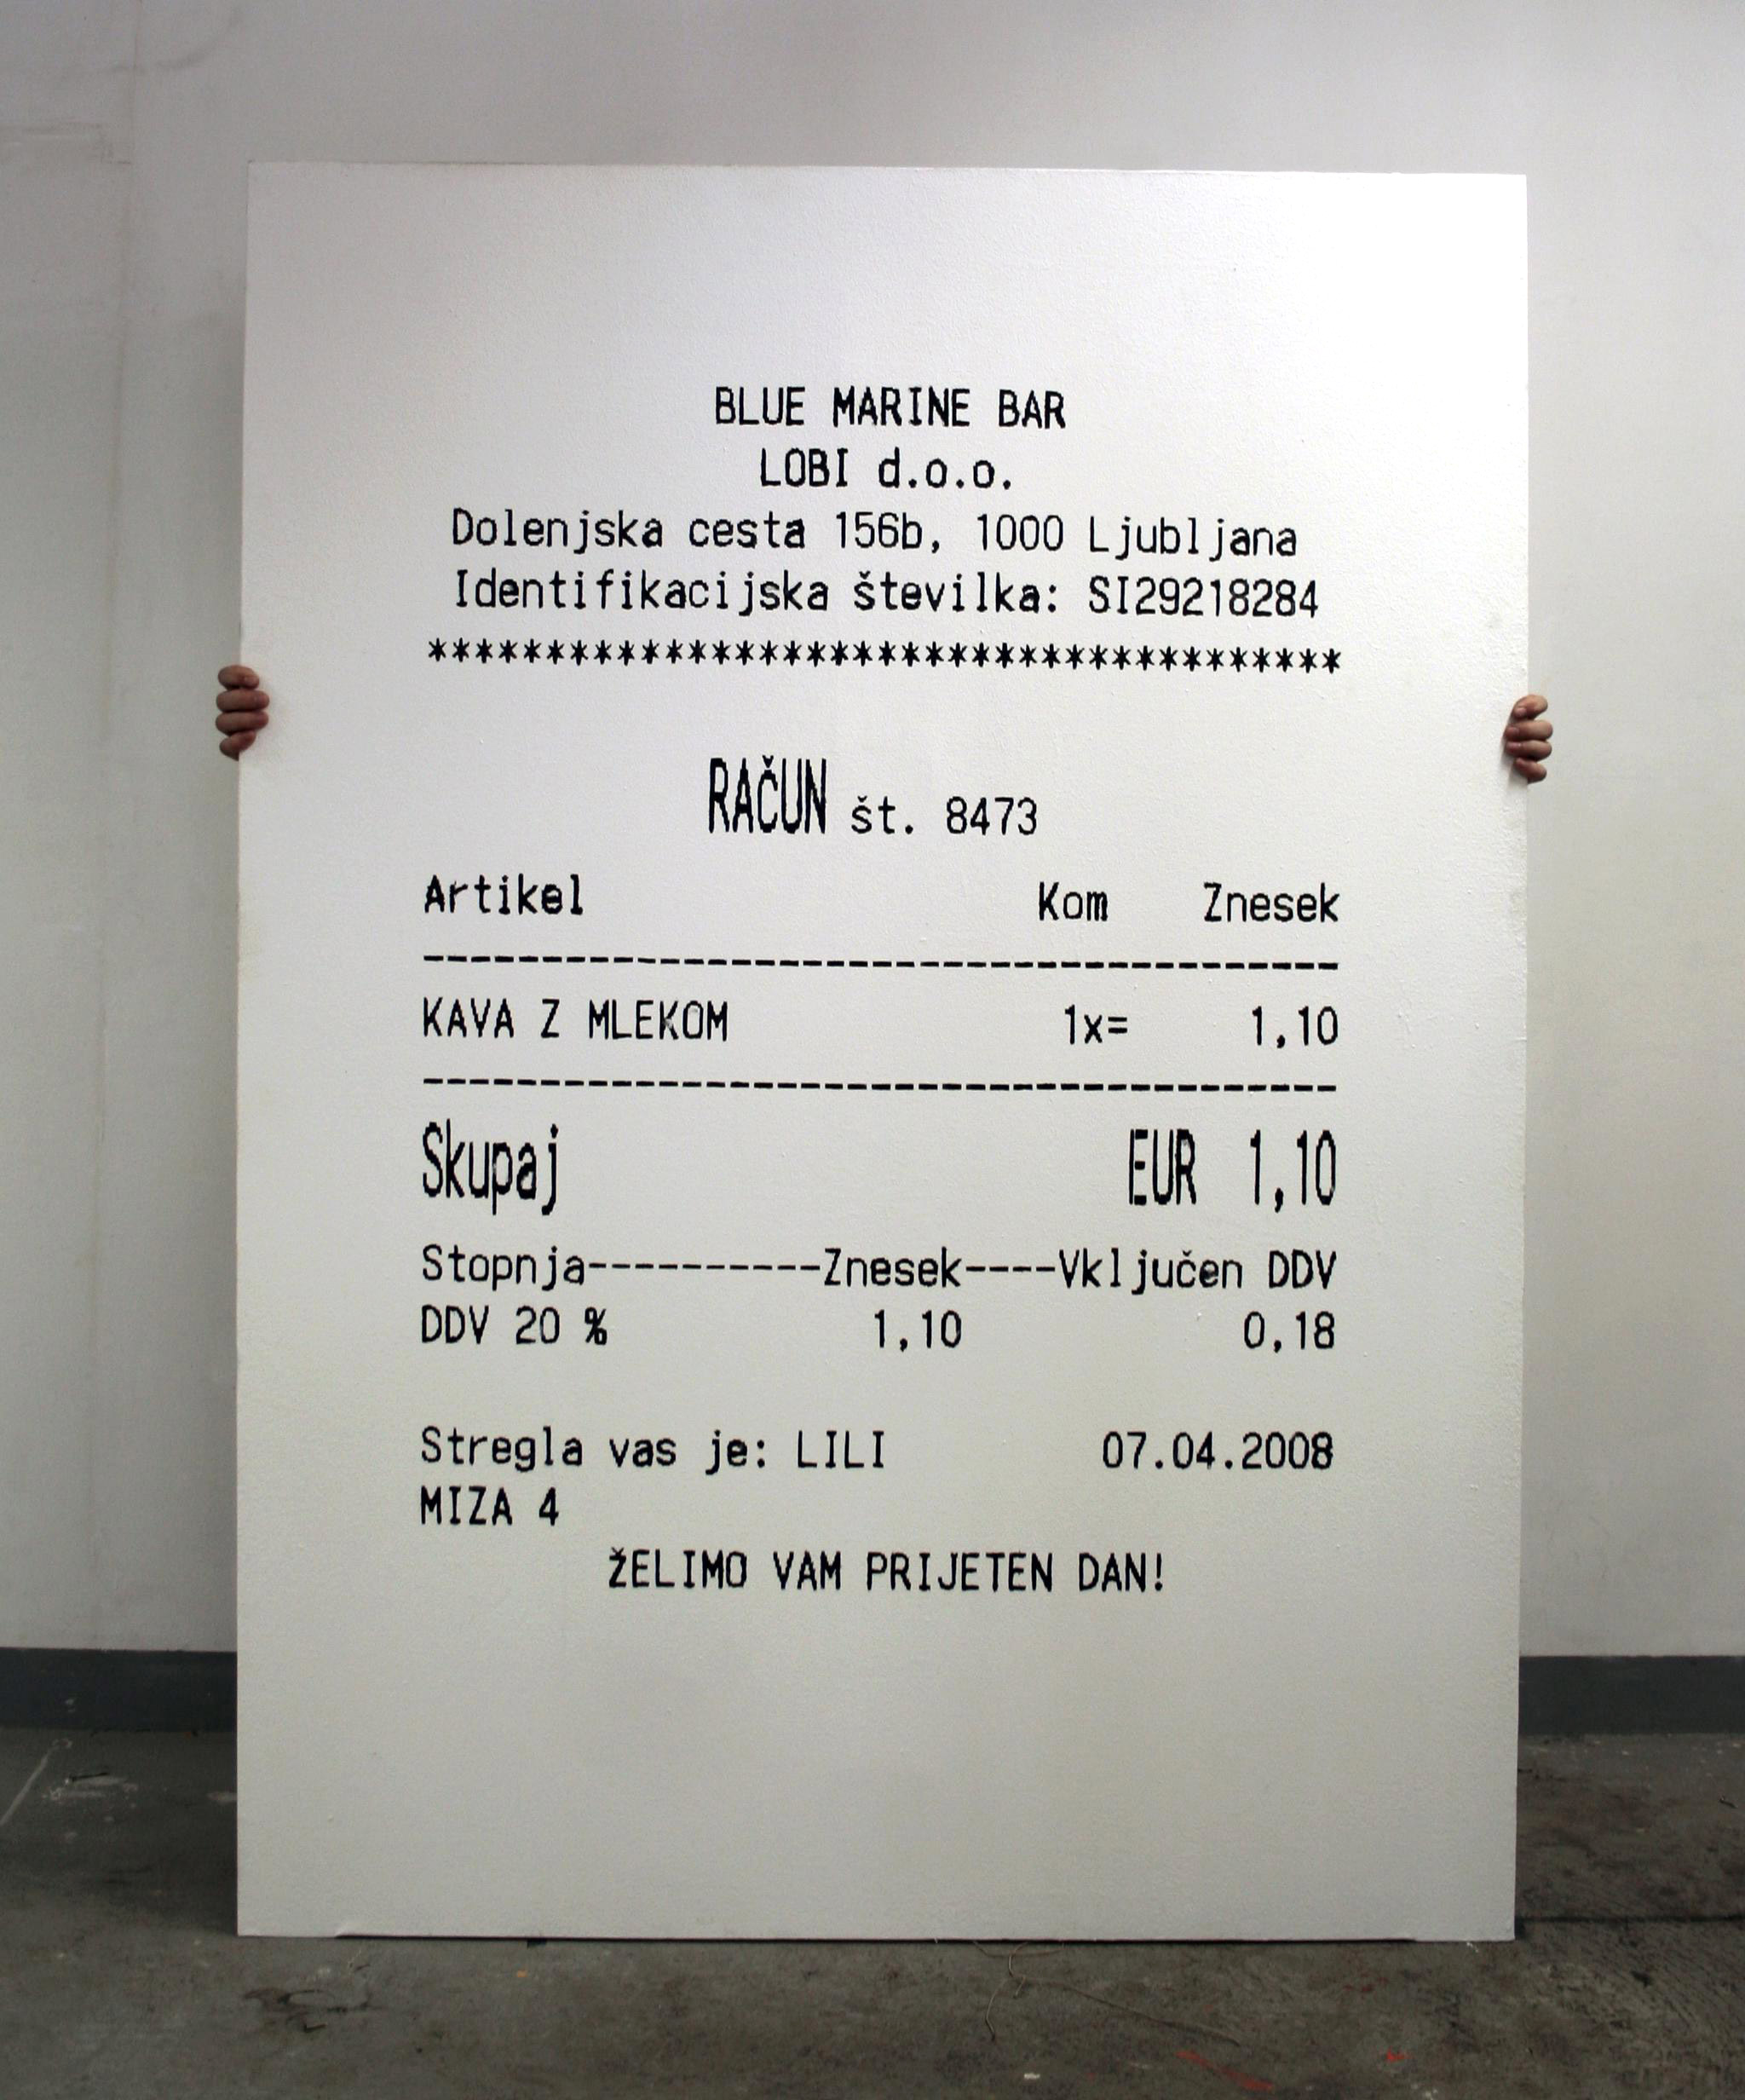 BLUE MARINE BAR
LOBI d.o.o.
Dolenjska cesta 156b, 1000 Ljubljana
Identifikacijska številka: SI29218284
***************************************
RAČUN št. 8473
Artikel Kom Znesek
---------------------------------------
KAVA Z MLEKOM 1x= 1,10
---------------------------------------
Skupaj EUR 1,10
Stopnja----------Znesek----Vključen DDV
DDV 20 % 1,10 0,18
Stregla vas je: LILI 07.04.2008
MIZA 4
ŽELIMO VAM PRIJETEN DAN!